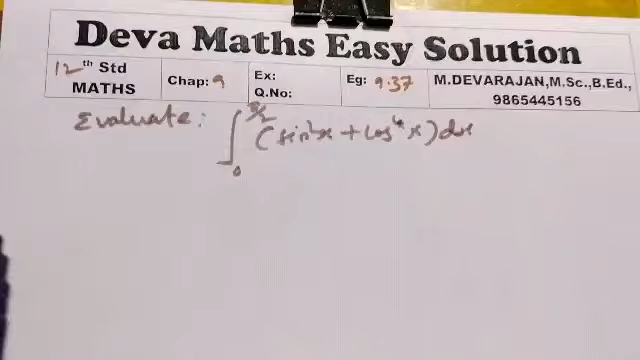 Deva Maths Easy Solution
12th Std MATHS Chap: 9 Ex: Q.No: Eg: 9.37 M.DEVARAJAN,M.Sc.,B.Ed., 9865445156
Evaluate: ∫₀^(π/2) (sin²x + cos⁴x) dx